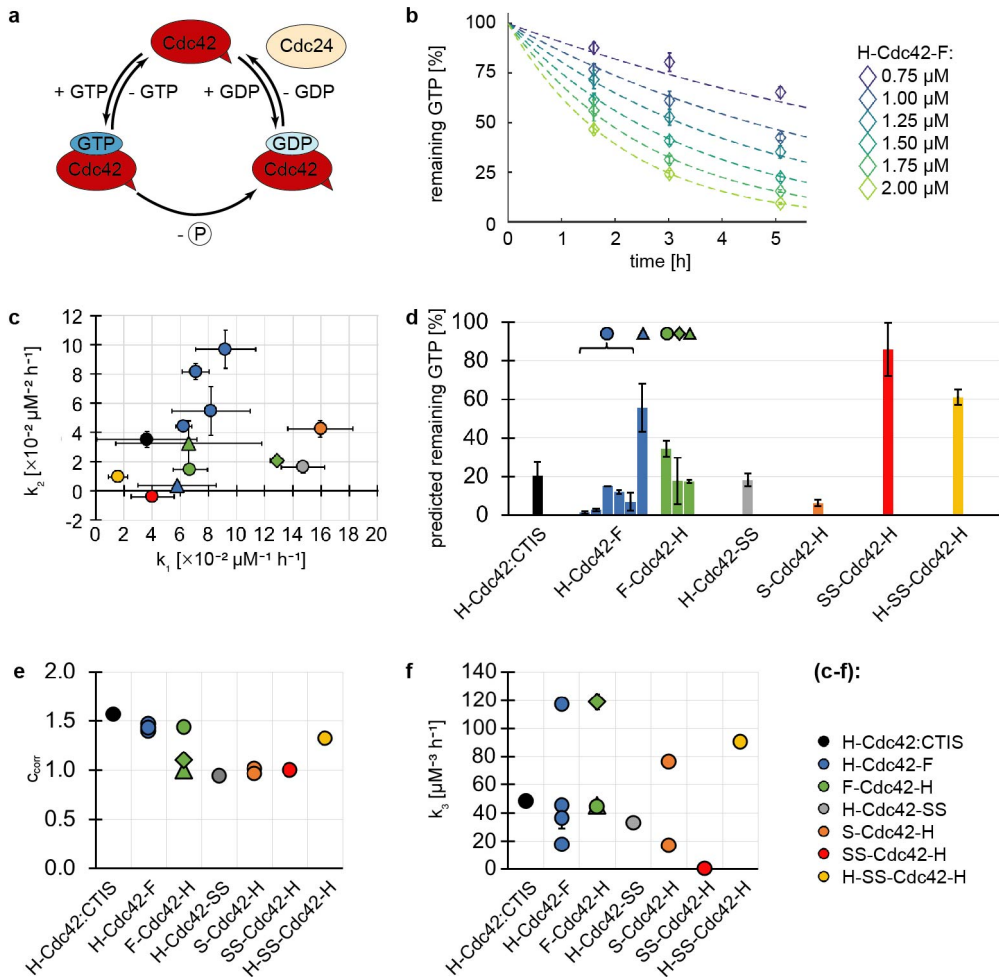 a
Cdc42
Cdc24
+ GTP
- GTP
+ GDP
- GDP
GTP
Cdc42
GDP
Cdc42
- P
b
remaining GTP [%]
100
75
50
25
0
0 1 2 3 4 5
time [h]
H-Cdc42-F:
0.75 µM
1.00 µM
1.25 µM
1.50 µM
1.75 µM
2.00 µM
c
k₂ [×10⁻² µM⁻² h⁻¹]
12
10
8
6
4
2
0
-2
0 2 4 6 8 10 12 14 16 18 20
k₁ [×10⁻² µM⁻¹ h⁻¹]
d
predicted remaining GTP [%]
100
80
60
40
20
0
H-Cdc42:CTIS
H-Cdc42-F
F-Cdc42-H
H-Cdc42-SS
S-Cdc42-H
SS-Cdc42-H
H-SS-Cdc42-H
e
c_corr
2.0
1.5
1.0
0.5
0.0
H-Cdc42:CTIS
H-Cdc42-F
F-Cdc42-H
H-Cdc42-SS
S-Cdc42-H
SS-Cdc42-H
H-SS-Cdc42-H
f
k₃ [µM⁻³ h⁻¹]
140
120
100
80
60
40
20
0
H-Cdc42:CTIS
H-Cdc42-F
F-Cdc42-H
H-Cdc42-SS
S-Cdc42-H
SS-Cdc42-H
H-SS-Cdc42-H
(c-f):
H-Cdc42:CTIS
H-Cdc42-F
F-Cdc42-H
H-Cdc42-SS
S-Cdc42-H
SS-Cdc42-H
H-SS-Cdc42-H